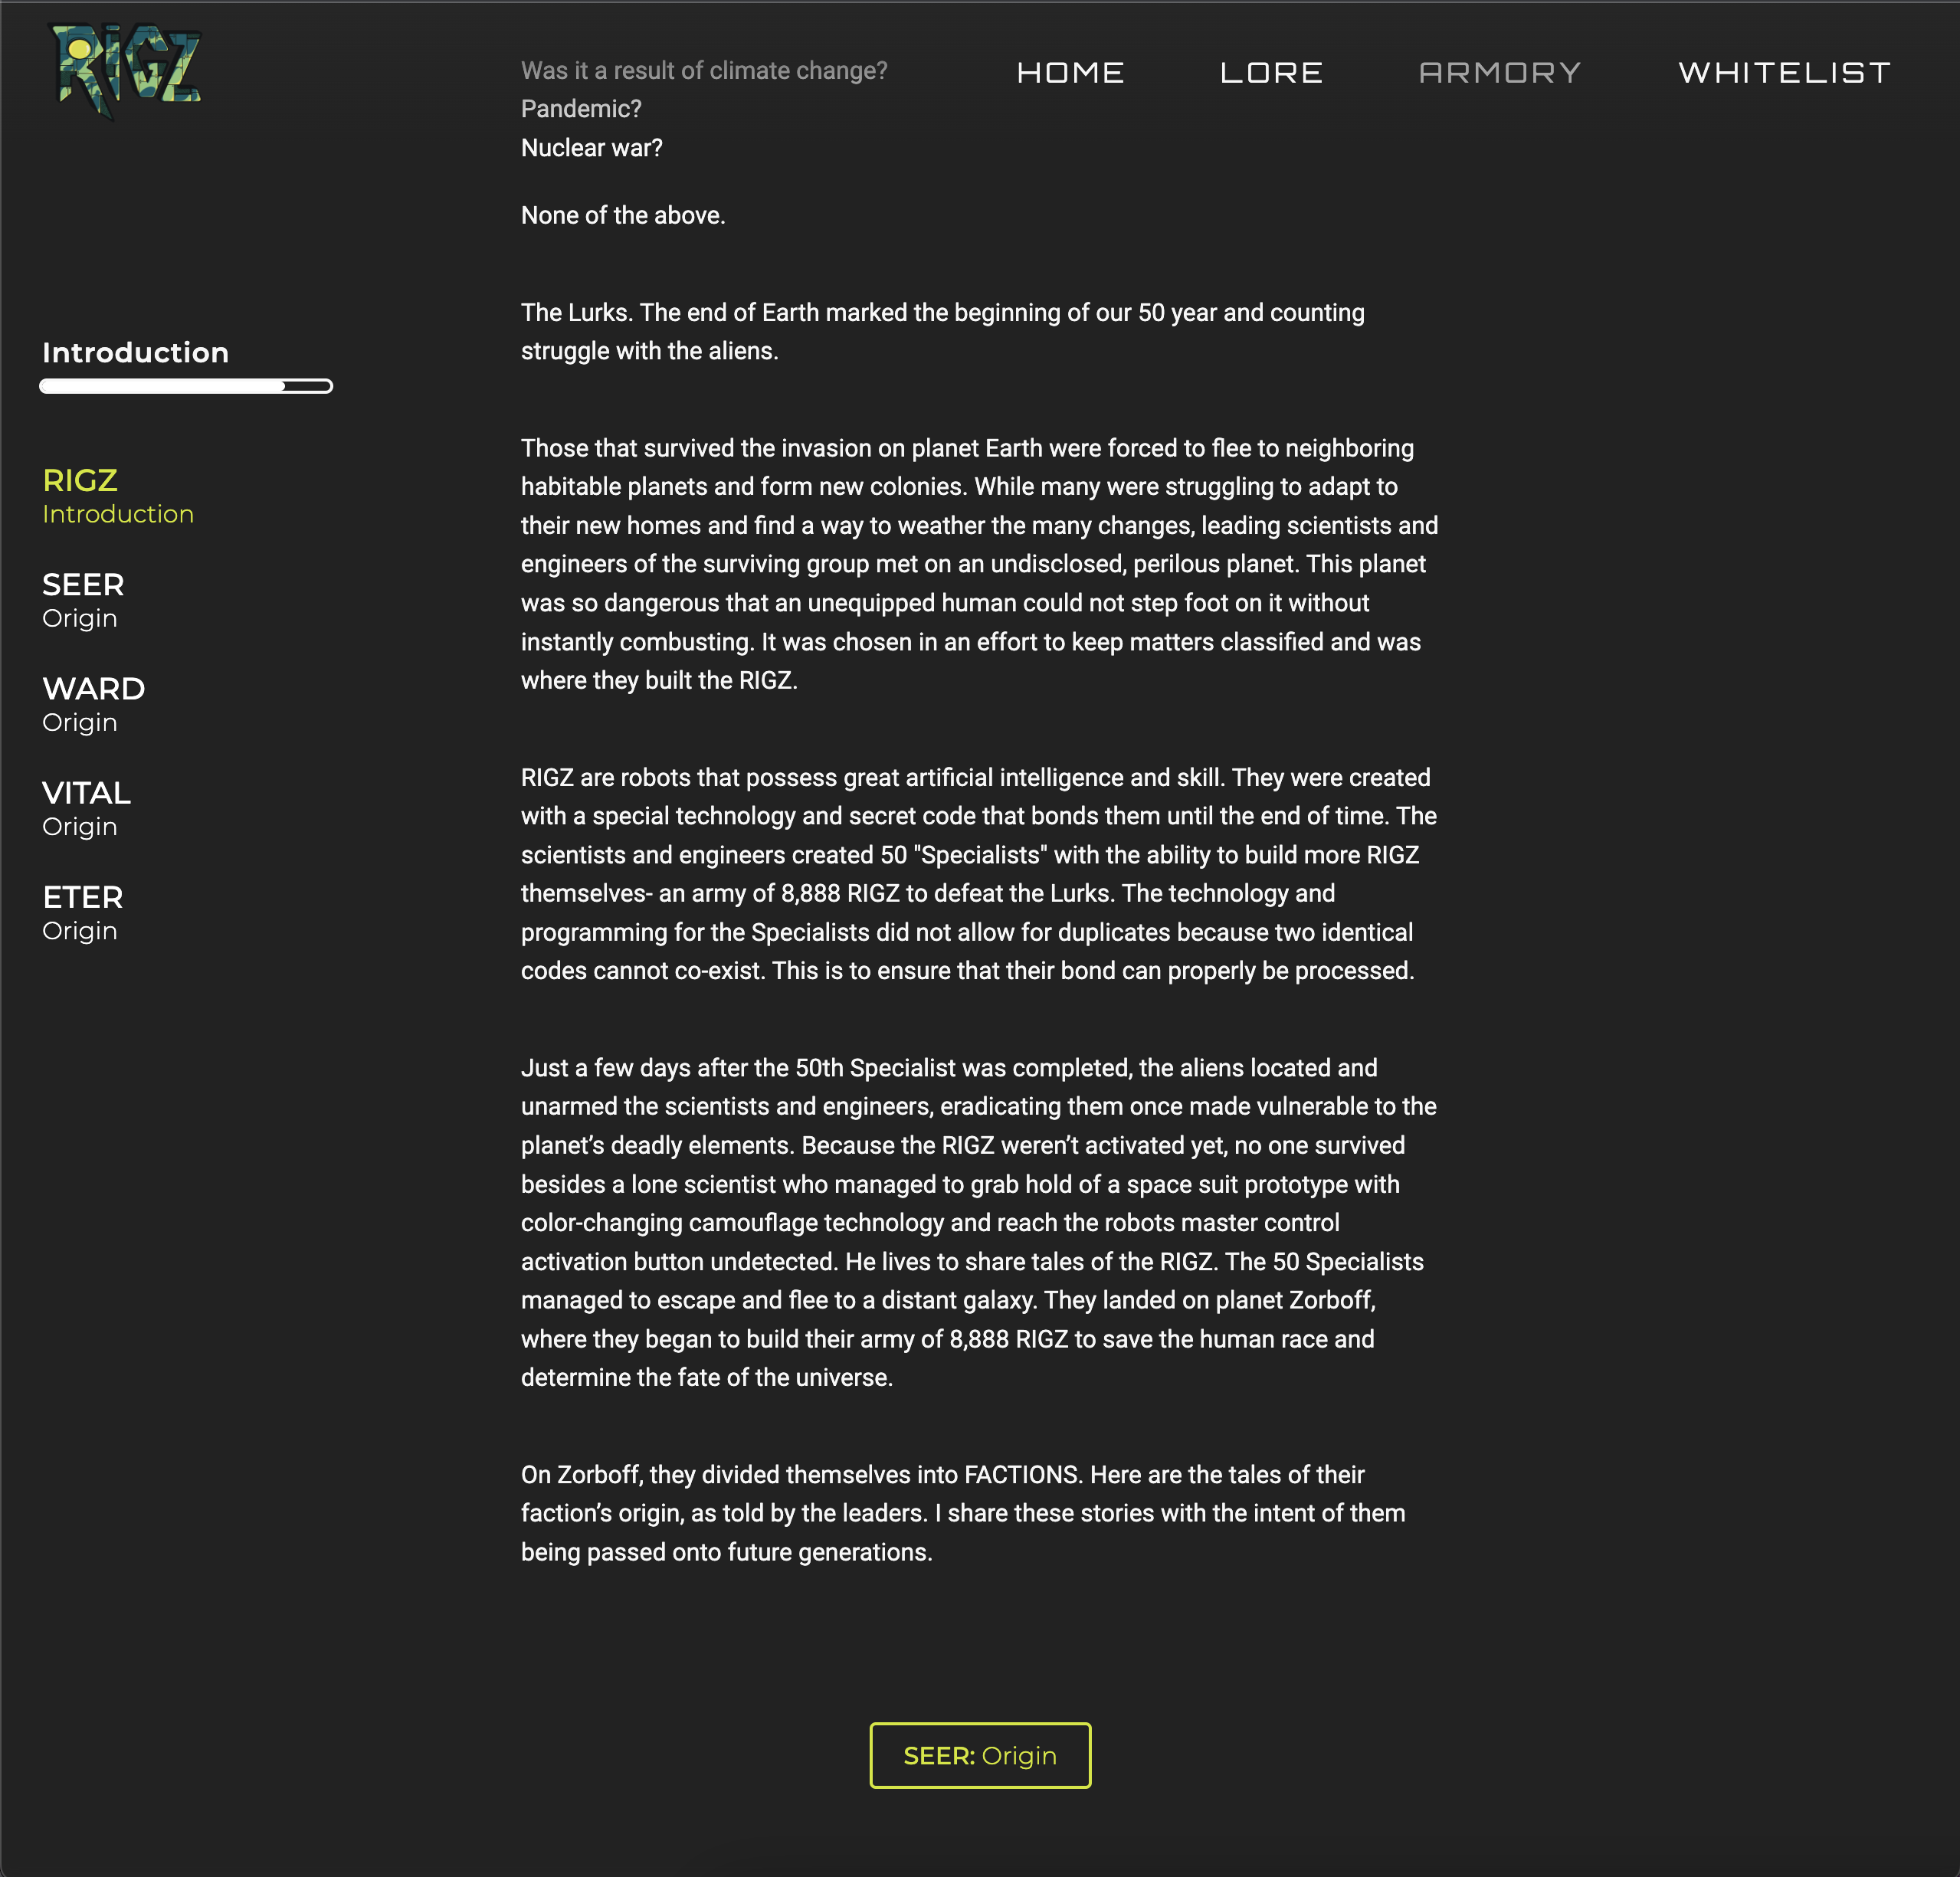 RIGZ
HOME
LORE
ARMORY
WHITELIST
Was it a result of climate change?
Pandemic?
Nuclear war?
None of the above.
The Lurks. The end of Earth marked the beginning of our 50 year and counting
struggle with the aliens.
Introduction
RIGZ
Introduction
SEER
Origin
WARD
Origin
VITAL
Origin
ETER
Origin
Those that survived the invasion on planet Earth were forced to flee to neighboring
habitable planets and form new colonies. While many were struggling to adapt to
their new homes and find a way to weather the many changes, leading scientists and
engineers of the surviving group met on an undisclosed, perilous planet. This planet
was so dangerous that an unequipped human could not step foot on it without
instantly combusting. It was chosen in an effort to keep matters classified and was
where they built the RIGZ.
RIGZ are robots that possess great artificial intelligence and skill. They were created
with a special technology and secret code that bonds them until the end of time. The
scientists and engineers created 50 "Specialists" with the ability to build more RIGZ
themselves- an army of 8,888 RIGZ to defeat the Lurks. The technology and
programming for the Specialists did not allow for duplicates because two identical
codes cannot co-exist. This is to ensure that their bond can properly be processed.
Just a few days after the 50th Specialist was completed, the aliens located and
unarmed the scientists and engineers, eradicating them once made vulnerable to the
planet’s deadly elements. Because the RIGZ weren’t activated yet, no one survived
besides a lone scientist who managed to grab hold of a space suit prototype with
color-changing camouflage technology and reach the robots master control
activation button undetected. He lives to share tales of the RIGZ. The 50 Specialists
managed to escape and flee to a distant galaxy. They landed on planet Zorboff,
where they began to build their army of 8,888 RIGZ to save the human race and
determine the fate of the universe.
On Zorboff, they divided themselves into FACTIONS. Here are the tales of their
faction’s origin, as told by the leaders. I share these stories with the intent of them
being passed onto future generations.
SEER: Origin